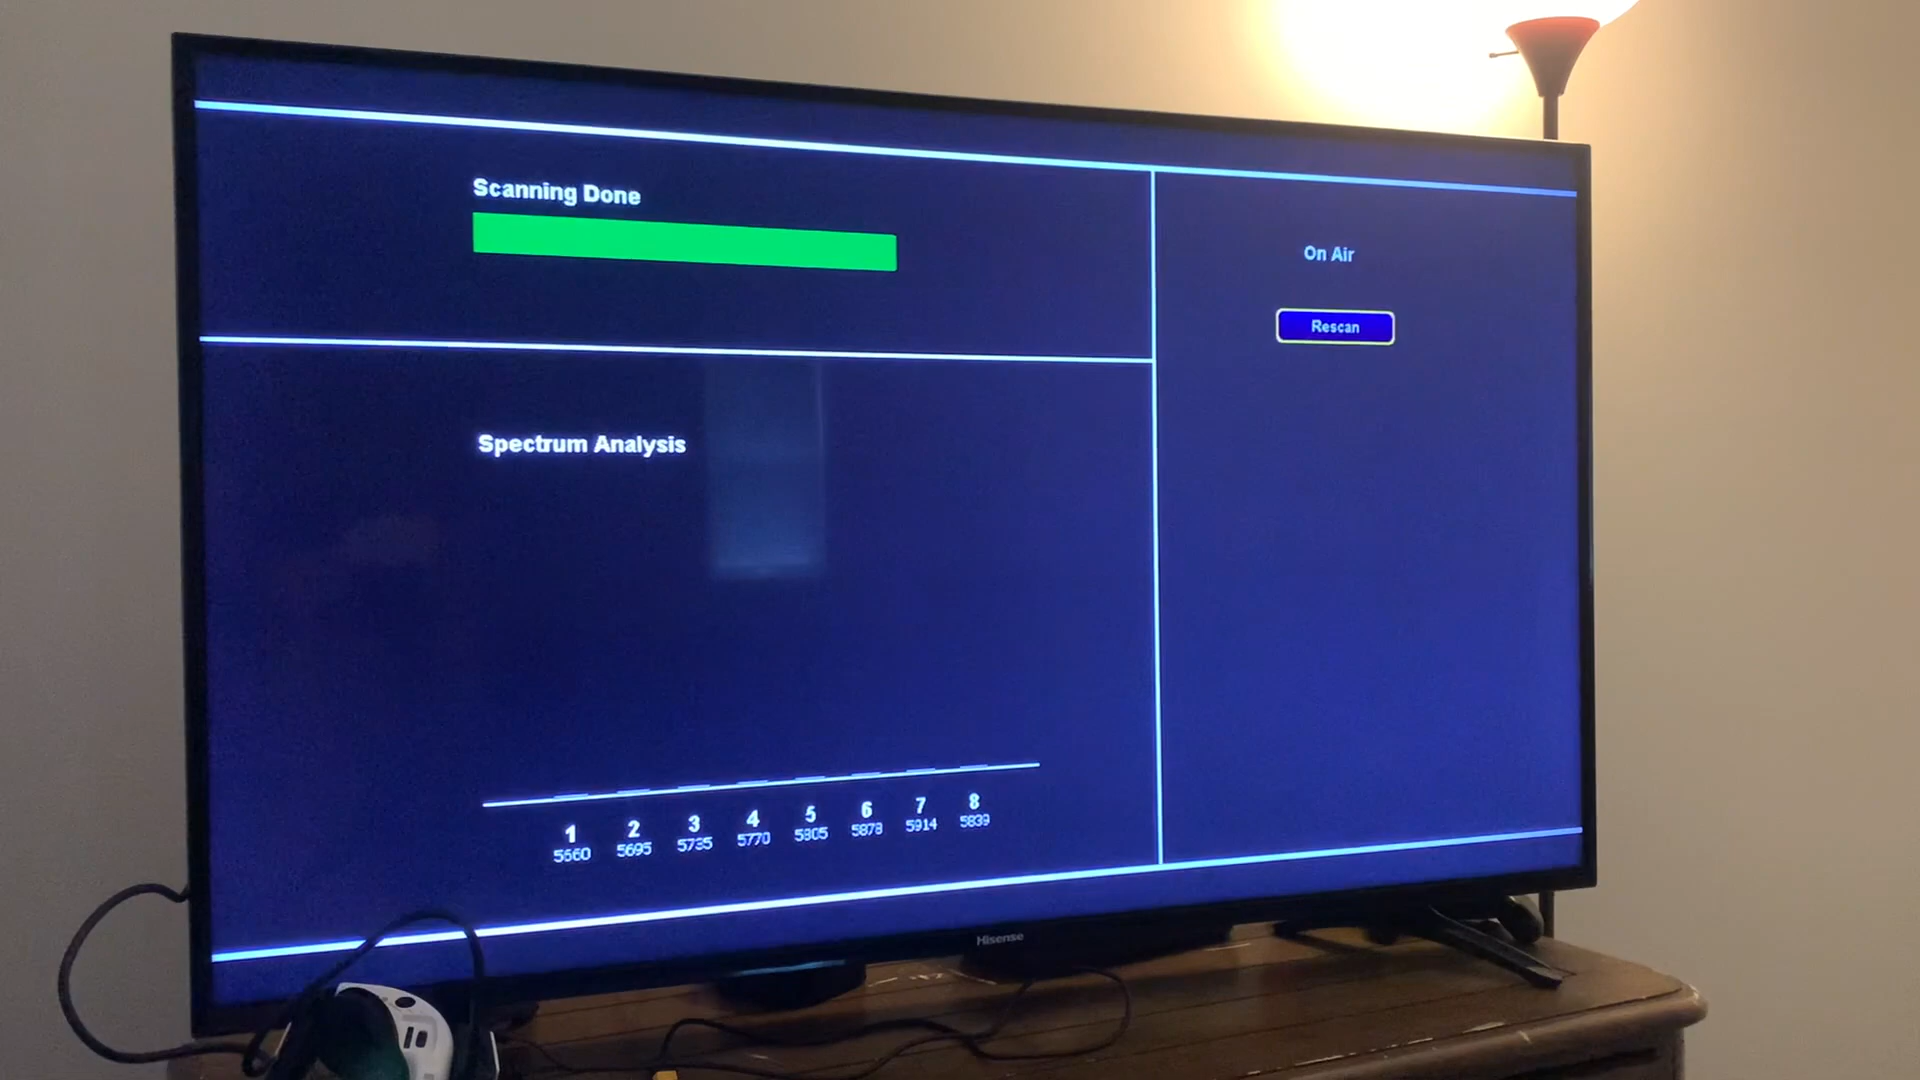 Scanning Done
On Air
Rescan
Spectrum Analysis
1 2 3 4 5 6 7 8
5660 5695 5735 5770 5805 5878 5914 5839
Hisense